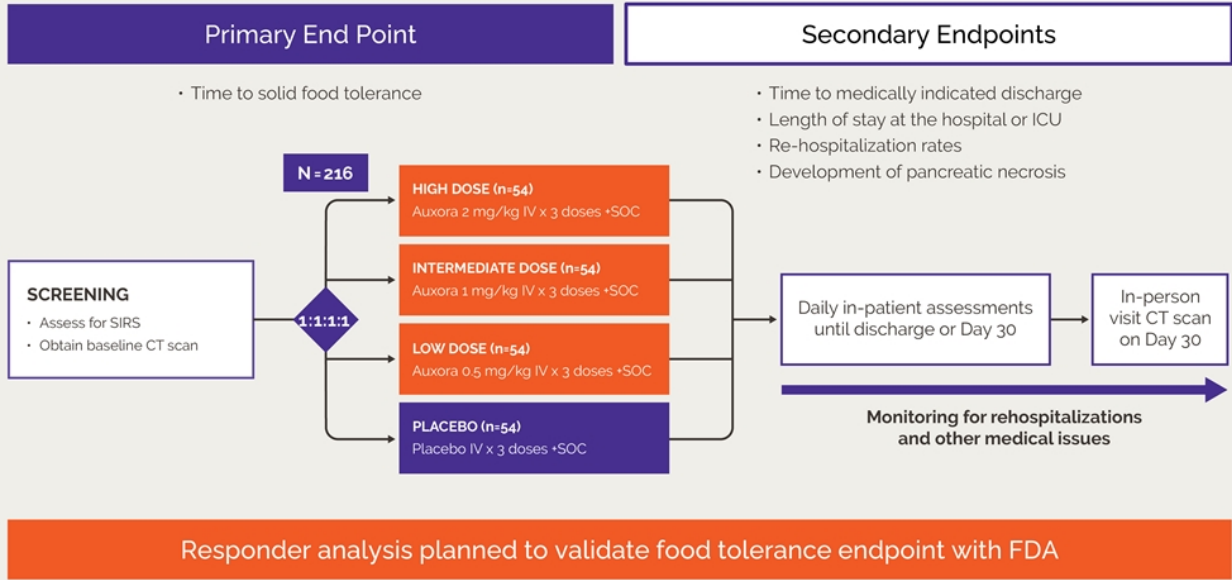 Primary End Point
Secondary Endpoints
• Time to solid food tolerance
• Time to medically indicated discharge
• Length of stay at the hospital or ICU
• Re-hospitalization rates
• Development of pancreatic necrosis
N = 216
SCREENING
• Assess for SIRS
• Obtain baseline CT scan
1:1:1:1
HIGH DOSE (n=54)
Auxora 2 mg/kg IV x 3 doses +SOC
INTERMEDIATE DOSE (n=54)
Auxora 1 mg/kg IV x 3 doses +SOC
LOW DOSE (n=54)
Auxora 0.5 mg/kg IV x 3 doses +SOC
PLACEBO (n=54)
Placebo IV x 3 doses +SOC
Daily in-patient assessments
until discharge or Day 30
In-person
visit CT scan
on Day 30
Monitoring for rehospitalizations
and other medical issues
Responder analysis planned to validate food tolerance endpoint with FDA